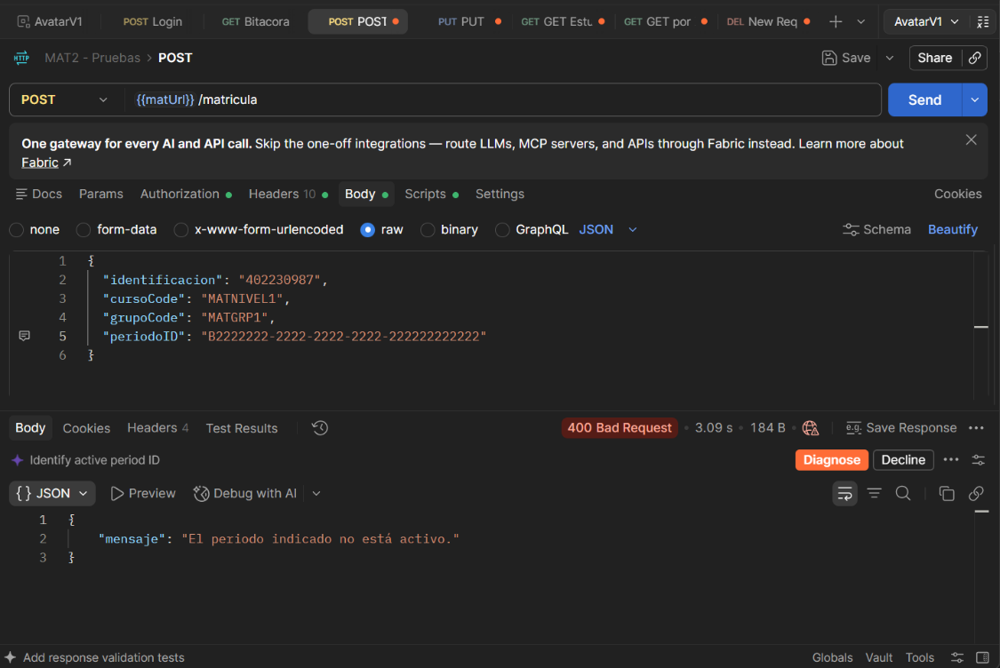 AvatarV1 POST Login GET Bitacora POST POST PUT PUT GET GET Estu GET GET por DEL New Req AvatarV1
HTTP MAT2 - Pruebas > POST Save Share
POST {{matUrl}} /matricula Send
One gateway for every AI and API call. Skip the one-off integrations — route LLMs, MCP servers, and APIs through Fabric instead. Learn more about
Fabric ↗
Docs Params Authorization Headers 10 Body Scripts Settings Cookies
none form-data x-www-form-urlencoded raw binary GraphQL JSON Schema Beautify
1 {
2 "identificacion": "402230987",
3 "cursoCode": "MATNIVEL1",
4 "grupoCode": "MATGRP1",
5 "periodoID": "B2222222-2222-2222-2222-222222222222"
6 }
Body Cookies Headers 4 Test Results 400 Bad Request • 3.09 s • 184 B e.g. Save Response
Identify active period ID Diagnose Decline
{} JSON Preview Debug with AI
1 {
2 "mensaje": "El periodo indicado no está activo."
3 }
Add response validation tests Globals Vault Tools